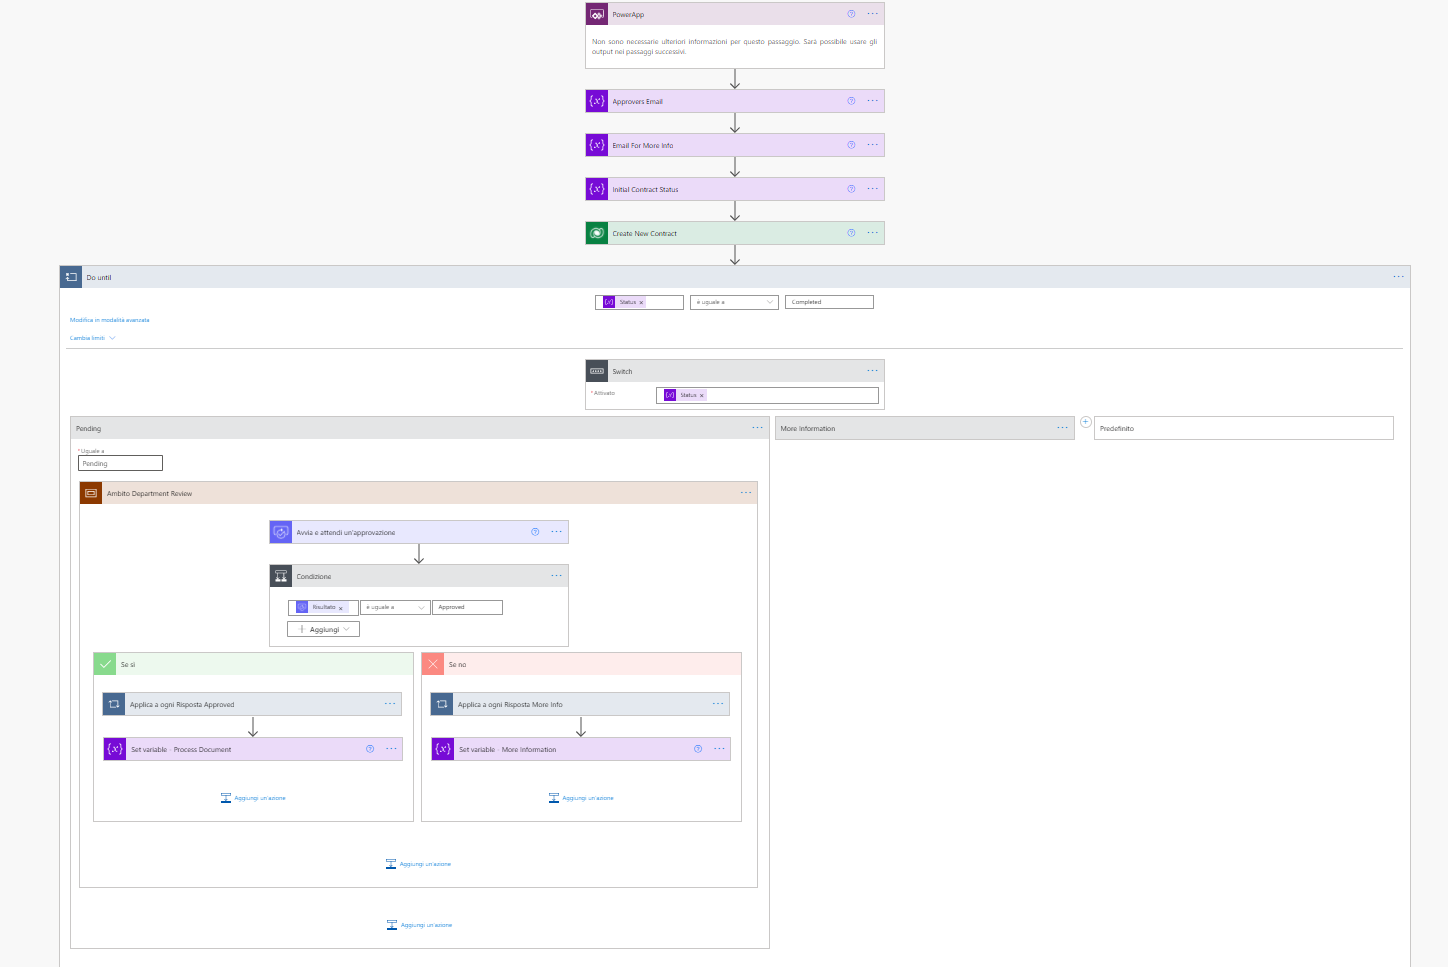 PowerApp
Non sono necessarie ulteriori informazioni per questo passaggio. Sarà possibile usare gli
output nei passaggi successivi.
Approvers Email
Email For More Info
Initial Contract Status
Create New Contract
Do until
Status × è uguale a Completed
Modifica in modalità avanzata
Cambia limiti
Switch
* Attivato Status ×
Pending
More Information
Predefinito
* Uguale a
Pending
Ambito Department Review
Avvia e attendi un'approvazione
Condizione
Risultato × è uguale a Approved
Aggiungi
Se sì
Se no
Applica a ogni Risposta Approved
Applica a ogni Risposta More Info
Set variable - Process Document
Set variable - More Information
Aggiungi un'azione
Aggiungi un'azione
Aggiungi un'azione
Aggiungi un'azione